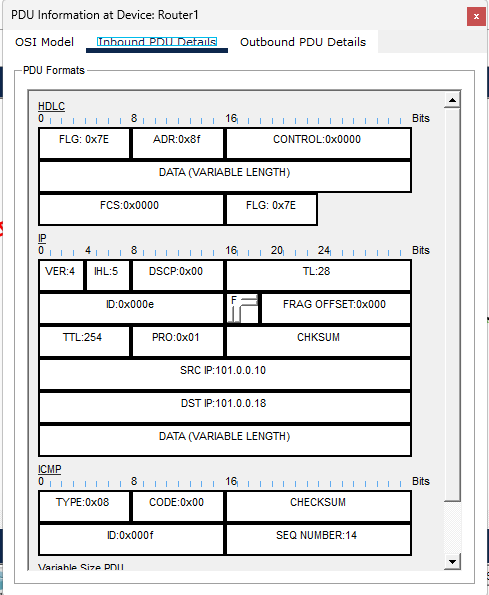 PDU Information at Device: Router1
x
OSI Model Inbound PDU Details Outbound PDU Details
PDU Formats
HDLC
0 8 16 Bits
FLG: 0x7E ADR:0x8f CONTROL:0x0000
DATA (VARIABLE LENGTH)
FCS:0x0000 FLG: 0x7E
IP
0 4 8 16 20 24 Bits
VER:4 IHL:5 DSCP:0x00 TL:28
ID:0x000e F FRAG OFFSET:0x000
TTL:254 PRO:0x01 CHKSUM
SRC IP:101.0.0.10
DST IP:101.0.0.18
DATA (VARIABLE LENGTH)
ICMP
0 8 16 Bits
TYPE:0x08 CODE:0x00 CHECKSUM
ID:0x000f SEQ NUMBER:14
Variable Size PDU